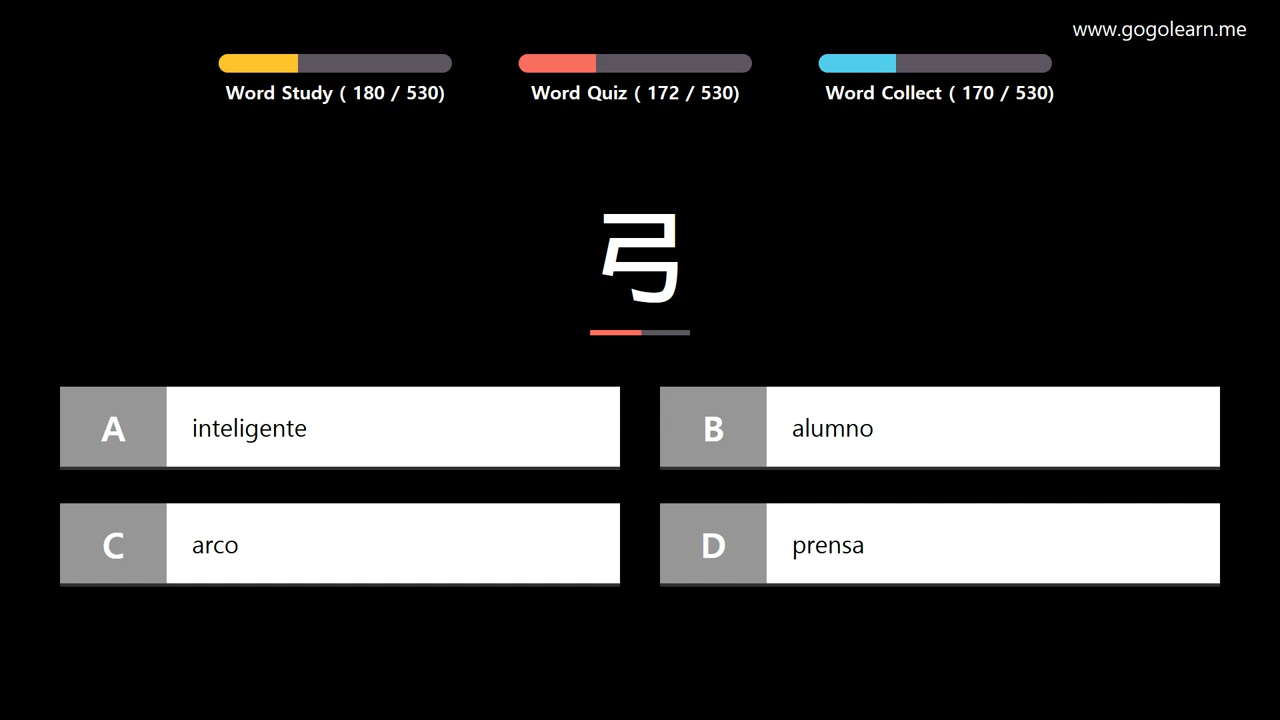 www.gogolearn.me
Word Study ( 180 / 530)
Word Quiz ( 172 / 530)
Word Collect ( 170 / 530)
弓
A inteligente
B alumno
C arco
D prensa